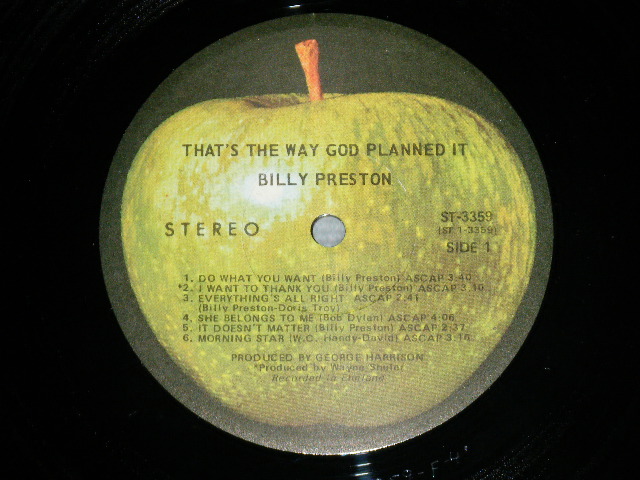 THAT'S THE WAY GOD PLANNED IT
BILLY PRESTON
STEREO
ST-3359
(ST 1-3359)
SIDE 1
1. DO WHAT YOU WANT (Billy Preston) ASCAP 3:40
*2. I WANT TO THANK YOU (Billy Preston) ASCAP 3:10
3. EVERYTHING'S ALL RIGHT ASCAP 2:41
(Billy Preston-Doris Troy)
4. SHE BELONGS TO ME (Bob Dylan) ASCAP 4:06
5. IT DOESN'T MATTER (Billy Preston) ASCAP 2:37
6. MORNING STAR (W.C. Handy-David) ASCAP 3:16
PRODUCED BY GEORGE HARRISON
*Produced by Wayne Shuler
Recorded in England